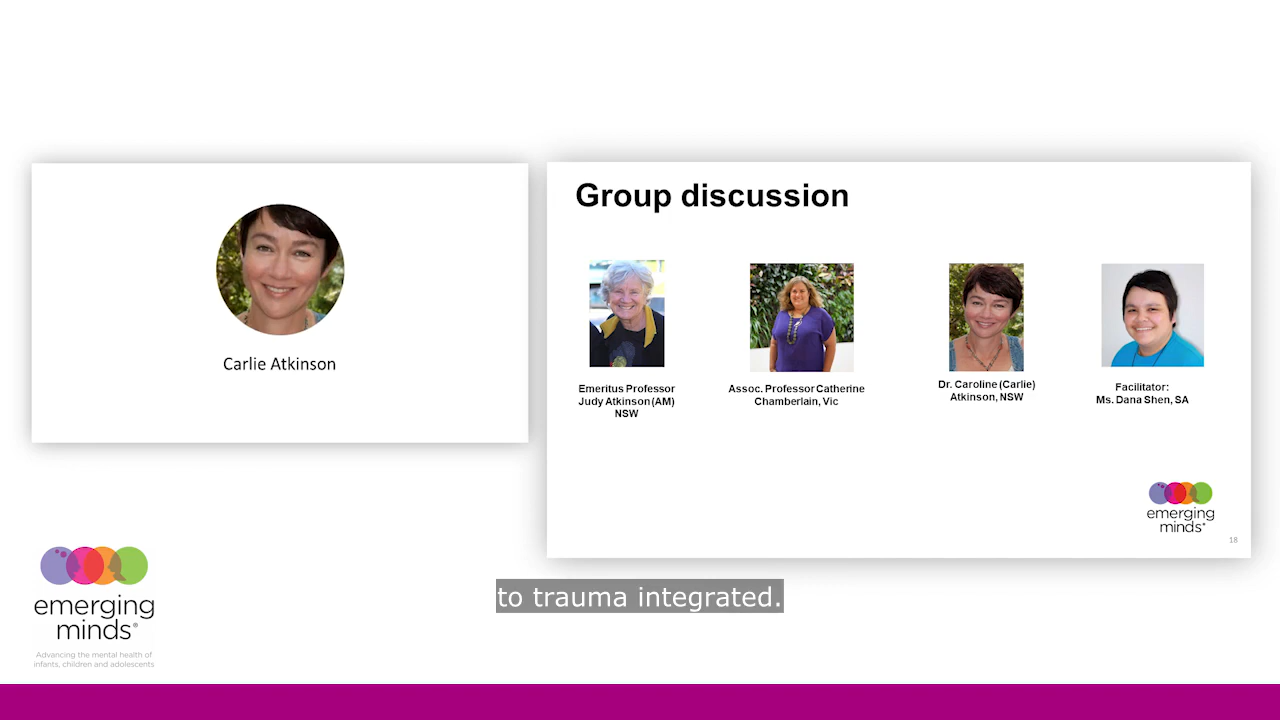 Carlie Atkinson
Group discussion
Emeritus Professor
Judy Atkinson (AM)
NSW
Assoc. Professor Catherine
Chamberlain, Vic
Dr. Caroline (Carlie)
Atkinson, NSW
Facilitator:
Ms. Dana Shen, SA
emerging
minds®
18
to trauma integrated.
emerging
minds®
Advancing the mental health of
infants, children and adolescents